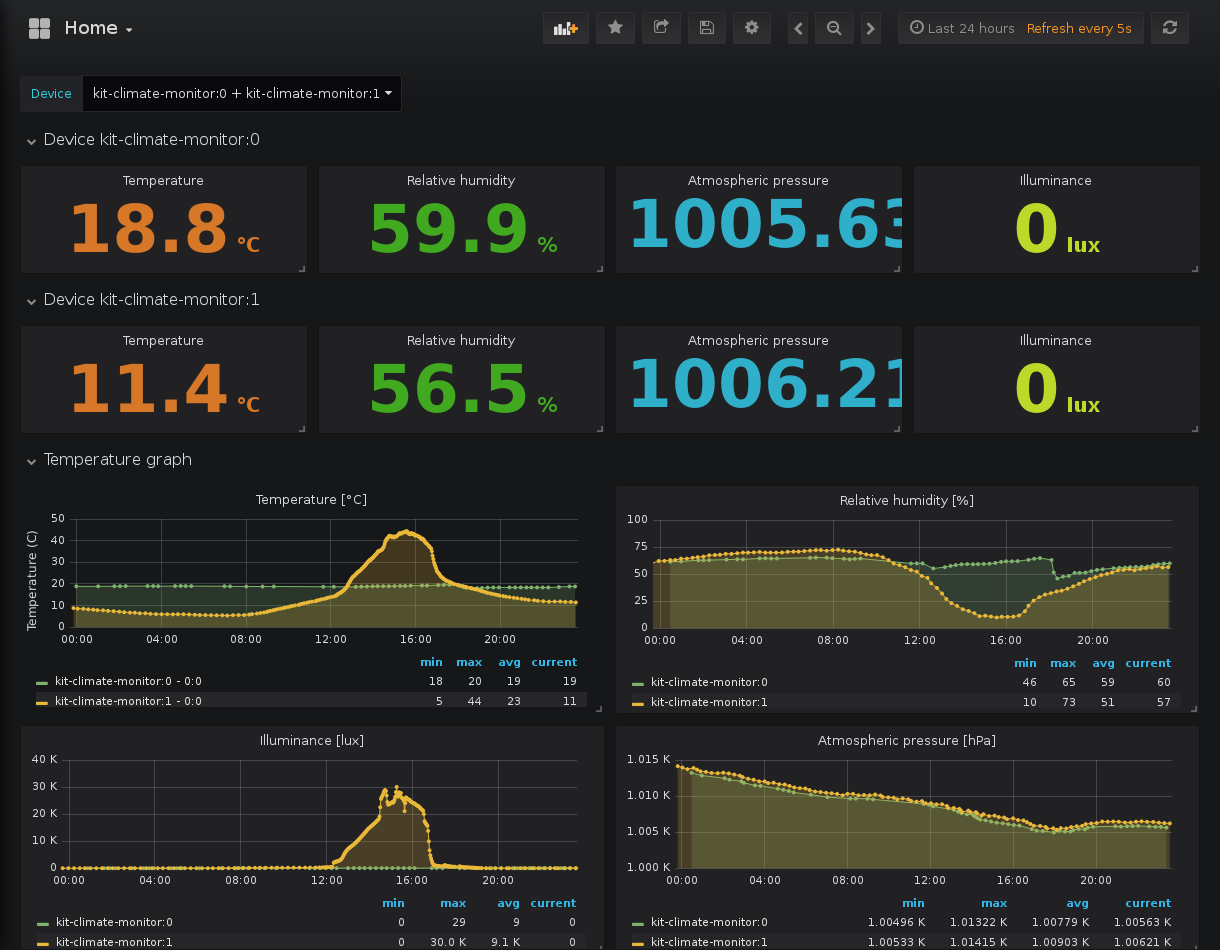 Home
Last 24 hours Refresh every 5s
Device kit-climate-monitor:0 + kit-climate-monitor:1
Device kit-climate-monitor:0
Temperature Relative humidity Atmospheric pressure Illuminance
18.8 °C 59.9 % 1005.63 0 lux
Device kit-climate-monitor:1
Temperature Relative humidity Atmospheric pressure Illuminance
11.4 °C 56.5 % 1006.21 0 lux
Temperature graph
Temperature [°C]
Temperature (C)
50
40
30
20
10
0
00:00 04:00 08:00 12:00 16:00 20:00
min max avg current
kit-climate-monitor:0 - 0:0 18 20 19 19
kit-climate-monitor:1 - 0:0 5 44 23 11
Relative humidity [%]
100
75
50
25
0
00:00 04:00 08:00 12:00 16:00 20:00
min max avg current
kit-climate-monitor:0 46 65 59 60
kit-climate-monitor:1 10 73 51 57
Illuminance [lux]
40 K
30 K
20 K
10 K
0
00:00 04:00 08:00 12:00 16:00 20:00
min max avg current
kit-climate-monitor:0 0 29 9 0
kit-climate-monitor:1 0 30.0 K 9.1 K 0
Atmospheric pressure [hPa]
1.015 K
1.010 K
1.005 K
1.000 K
00:00 04:00 08:00 12:00 16:00 20:00
min max avg current
kit-climate-monitor:0 1.00496 K 1.01322 K 1.00779 K 1.00563 K
kit-climate-monitor:1 1.00533 K 1.01415 K 1.00903 K 1.00621 K